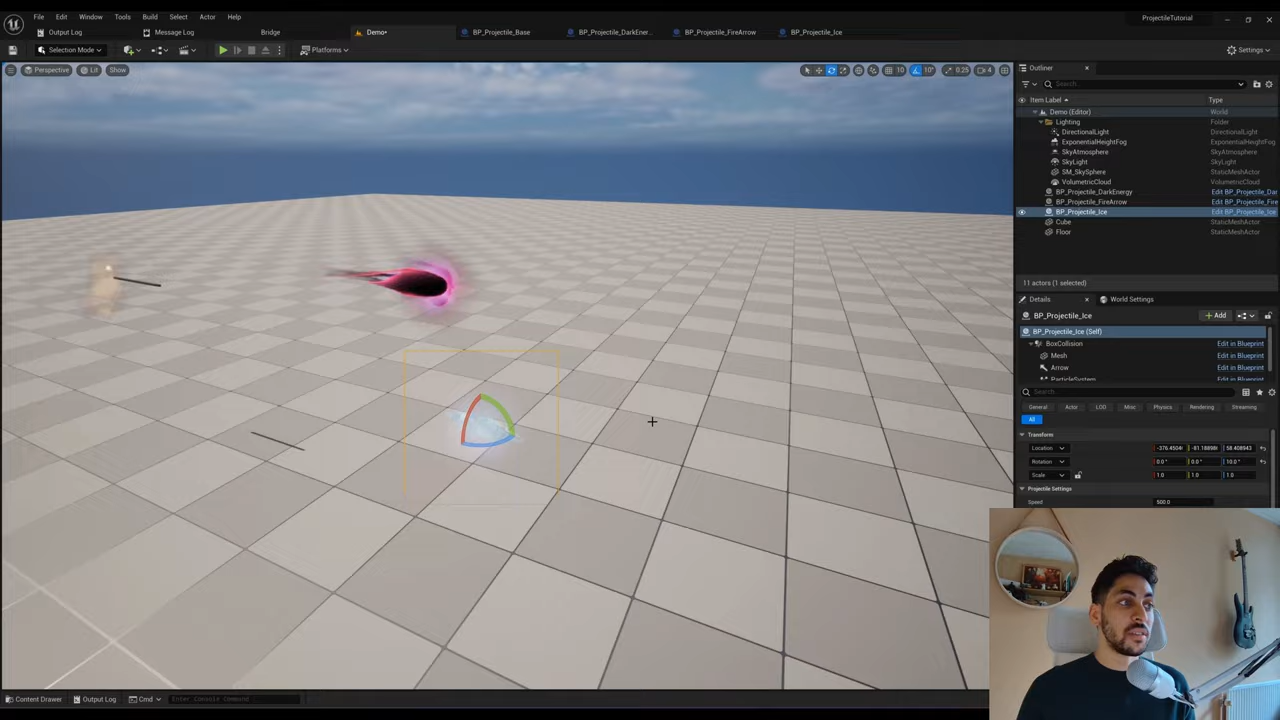 File Edit Window Tools Build Select Actor Help
ProjectileTutorial
Output Log
Message Log
Bridge
Demo•
BP_Projectile_Base
BP_Projectile_DarkEner...
BP_Projectile_FireArrow
BP_Projectile_Ice
Selection Mode
Platforms
Settings
Perspective
Lit
Show
10
10°
0.25
4
Outliner
Search...
Item Label
Type
Demo (Editor)
World
Lighting
Folder
DirectionalLight
DirectionalLight
ExponentialHeightFog
ExponentialHeightFog
SkyAtmosphere
SkyAtmosphere
SkyLight
SkyLight
SM_SkySphere
StaticMeshActor
VolumetricCloud
VolumetricCloud
BP_Projectile_DarkEnergy
Edit BP_Projectile_Dar
BP_Projectile_FireArrow
Edit BP_Projectile_Fire
BP_Projectile_Ice
Edit BP_Projectile_Ice
Cube
StaticMeshActor
Floor
StaticMeshActor
11 actors (1 selected)
Details
World Settings
BP_Projectile_Ice
Add
BP_Projectile_Ice (Self)
BoxCollision
Edit in Blueprint
Mesh
Edit in Blueprint
Arrow
Edit in Blueprint
ParticleSystem
Edit in Blueprint
Search...
General
Actor
LOD
Misc
Physics
Rendering
Streaming
All
Transform
Location
58.408943
Rotation
0.0 °
0.0 °
10.0 °
Scale
1.0
1.0
1.0
Projectile Settings
Speed
500.0
Content Drawer
Output Log
Cmd
Enter Console Command